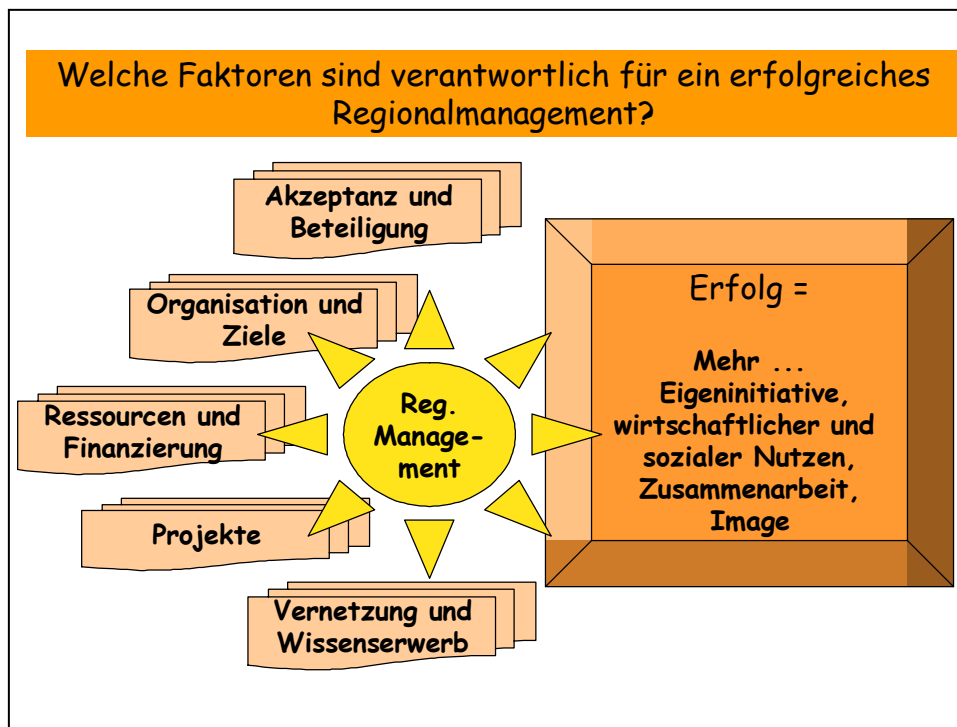 Welche Faktoren sind verantwortlich für ein erfolgreiches
Regionalmanagement?
Akzeptanz und
Beteiligung
Organisation und
Ziele
Ressourcen und
Finanzierung
Projekte
Vernetzung und
Wissenserwerb
Reg.
Manage-
ment
Erfolg =
Mehr ...
Eigeninitiative,
wirtschaftlicher und
sozialer Nutzen,
Zusammenarbeit,
Image